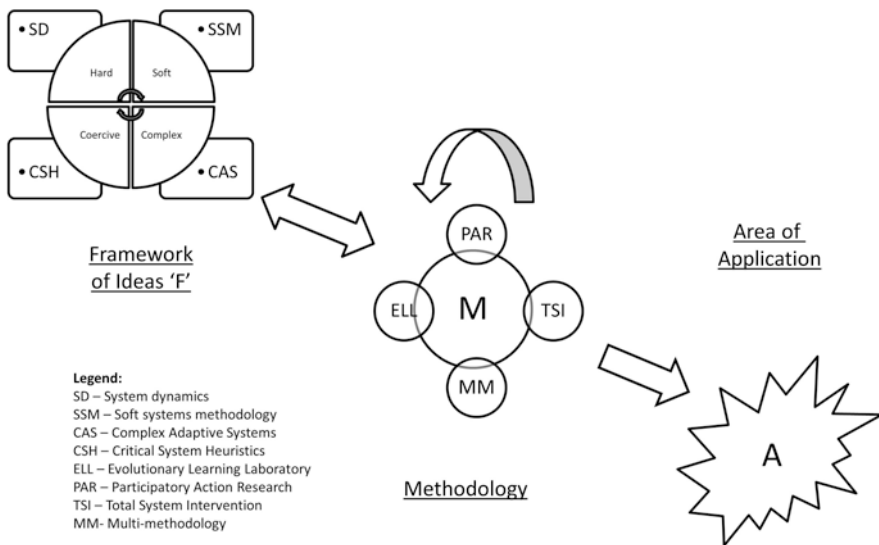 • SD
• SSM
Hard
Soft
Coercive
Complex
• CSH
• CAS
Framework
of Ideas ‘F’
PAR
ELL
M
TSI
MM
Methodology
Area of
Application
A
Legend:
SD – System dynamics
SSM – Soft systems methodology
CAS – Complex Adaptive Systems
CSH – Critical System Heuristics
ELL – Evolutionary Learning Laboratory
PAR – Participatory Action Research
TSI – Total System Intervention
MM- Multi-methodology